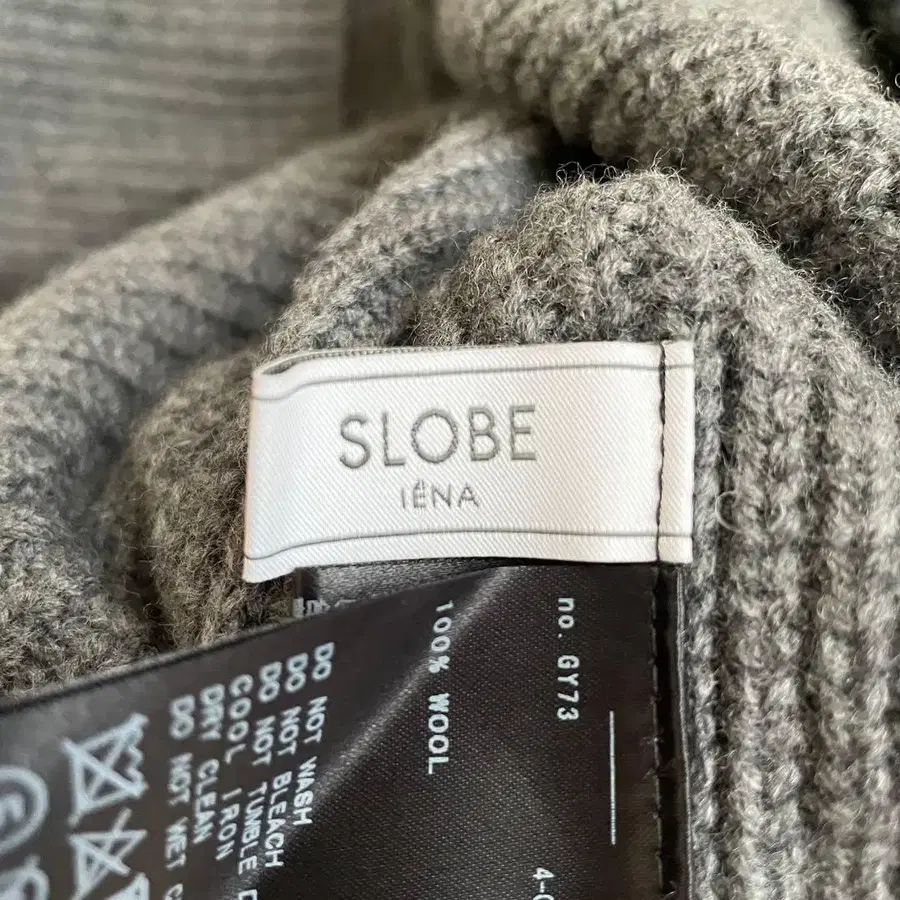 SLOBE
IÉNA
no. GY73
100% WOOL
DO NOT WASH
DO NOT BLEACH
DO NOT TUMBLE
COOL IRON
DRY CLEAN
DO NOT WET